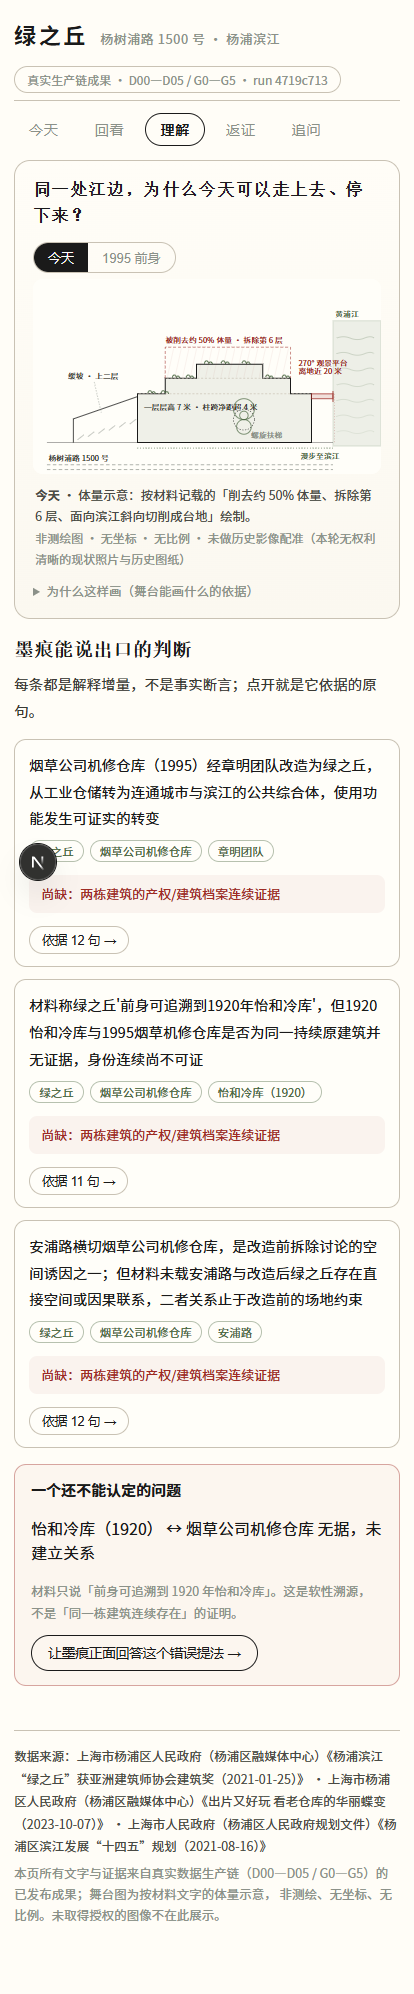 绿之丘 杨树浦路 1500 号 · 杨浦滨江
真实生产链成果 · D00—D05 / G0—G5 · run 4719c713
今天 回看 理解 返证 追问
同一处江边，为什么今天可以走上去、停
下来？
今天 1995 前身
黄浦江
被削去约 50% 体量 · 拆除第 6 层
270° 观景平台
离地近 20 米
缓坡 · 上二层
一层层高 7 米 · 柱跨净距超 4 米
螺旋扶梯
杨树浦路 1500 号
漫步至滨江
今天 · 体量示意：按材料记载的「削去约 50% 体量、拆除第
6 层、面向滨江斜向切削成台地」绘制。
非测绘图 · 无坐标 · 无比例 · 未做历史影像配准（本轮无权利
清晰的现状照片与历史图纸）
▶ 为什么这样画（舞台能画什么的依据）
墨痕能说出口的判断
每条都是解释增量，不是事实断言；点开就是它依据的原
句。
烟草公司机修仓库（1995）经章明团队改造为绿之丘，
从工业仓储转为连通城市与滨江的公共综合体，使用功
能发生可证实的转变
之丘 烟草公司机修仓库 章明团队
N
尚缺：两栋建筑的产权/建筑档案连续证据
依据 12 句 →
材料称绿之丘'前身可追溯到1920年怡和冷库'，但1920
怡和冷库与1995烟草机修仓库是否为同一持续原建筑并
无证据，身份连续尚不可证
绿之丘 烟草公司机修仓库 怡和冷库（1920）
尚缺：两栋建筑的产权/建筑档案连续证据
依据 11 句 →
安浦路横切烟草公司机修仓库，是改造前拆除讨论的空
间诱因之一；但材料未载安浦路与改造后绿之丘存在直
接空间或因果联系，二者关系止于改造前的场地约束
绿之丘 烟草公司机修仓库 安浦路
尚缺：两栋建筑的产权/建筑档案连续证据
依据 12 句 →
一个还不能认定的问题
怡和冷库（1920） ↔ 烟草公司机修仓库 无据，未
建立关系
材料只说「前身可追溯到 1920 年怡和冷库」。这是软性溯源，
不是「同一栋建筑连续存在」的证明。
让墨痕正面回答这个错误提法 →
数据来源：上海市杨浦区人民政府（杨浦区融媒体中心）《杨浦滨江
“绿之丘”获亚洲建筑师协会建筑奖（2021-01-25）》 · 上海市杨浦
区人民政府（杨浦区融媒体中心）《出片又好玩 看老仓库的华丽蝶变
（2023-10-07）》 · 上海市人民政府（杨浦区人民政府规划文件）《杨
浦区滨江发展“十四五”规划（2021-08-16）》
本页所有文字与证据来自真实数据生产链（D00—D05 / G0—G5）的
已发布成果；舞台图为按材料文字的体量示意， 非测绘、无坐标、无
比例。未取得授权的图像不在此展示。